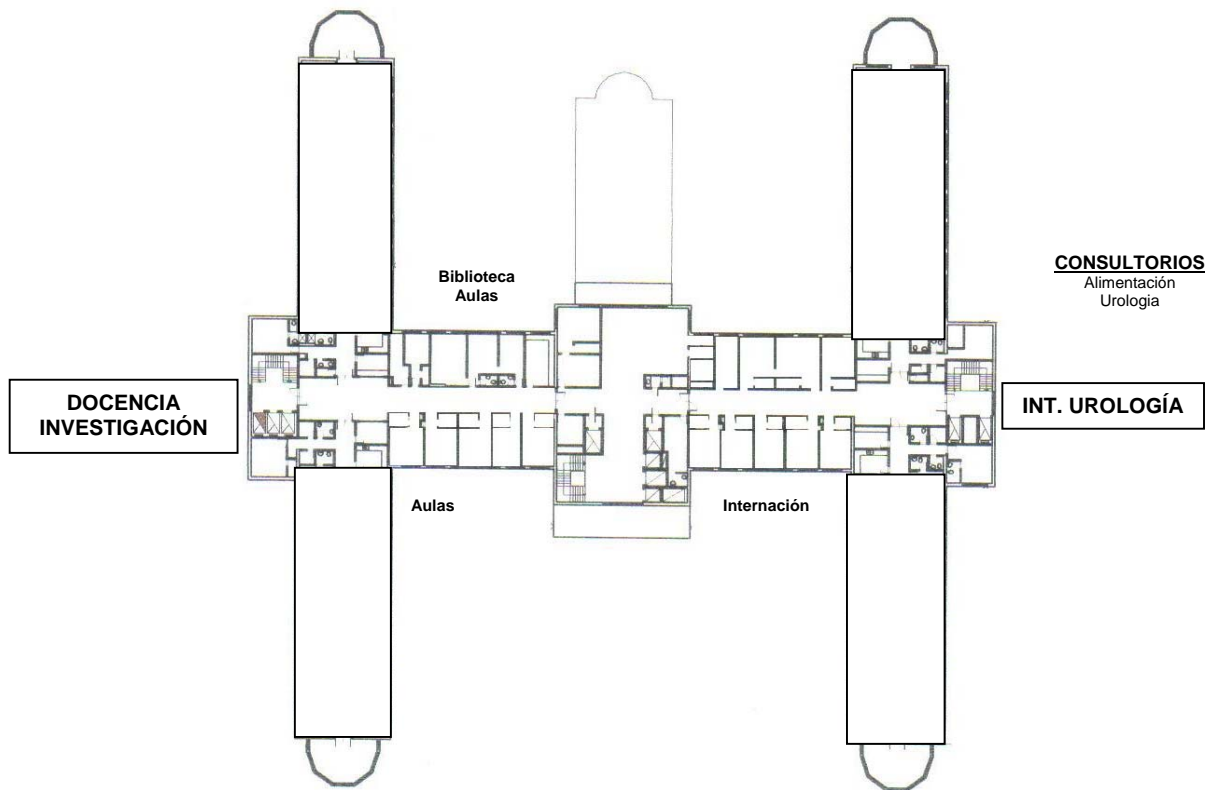 Biblioteca
Aulas
CONSULTORIOS
Alimentación
Urologia
DOCENCIA
INVESTIGACIÓN
INT. UROLOGÍA
Aulas
Internación